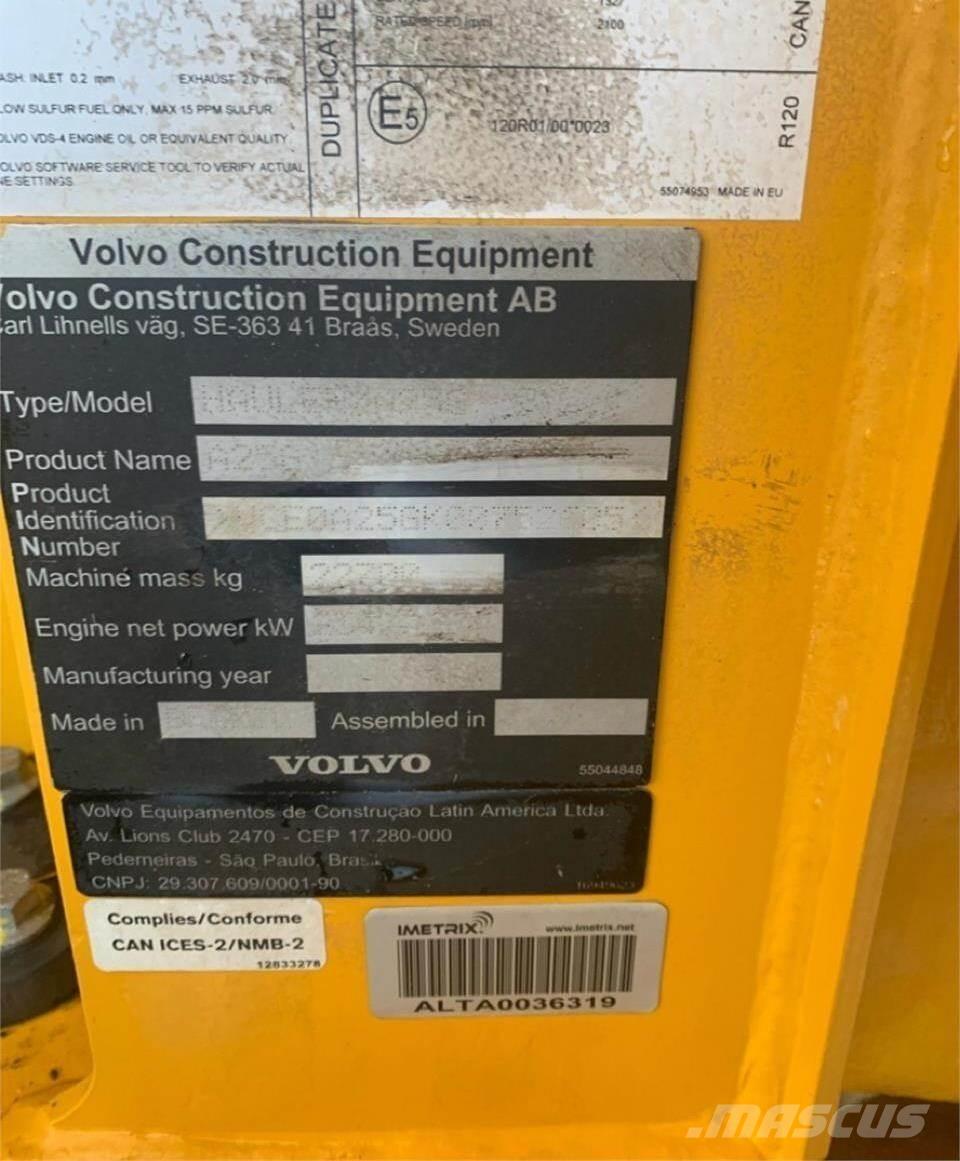 RATED SPEED (rpm) 2100
ASH: INLET 0.2 mm EXHAUST 2.0 mm
LOW SULFUR FUEL ONLY, MAX 15 PPM SULFUR
OLVO VDS-4 ENGINE OIL OR EQUIVALENT QUALITY
OLVO SOFTWARE SERVICE TOOL TO VERIFY ACTUAL
NE SETTINGS.
DUPLICATE
E5
120R01/00*0023
R120
CAN
55074953 MADE IN EU
Volvo Construction Equipment
Volvo Construction Equipment AB
Carl Lihnells väg, SE-363 41 Braås, Sweden
Type/Model
Product Name
Product
Identification
Number
Machine mass kg
Engine net power kW
Manufacturing year
Made in
Assembled in
VOLVO
55044848
Volvo Equipamentos de Construçao Latin America Ltda.
Av. Lions Club 2470 - CEP 17.280-000
Pederneiras - São Paulo, Brasil
CNPJ: 29.307.609/0001-90
Complies/Conforme
CAN ICES-2/NMB-2
12833278
IMETRIX
www.imetrix.net
ALTA0036319
MASCUS